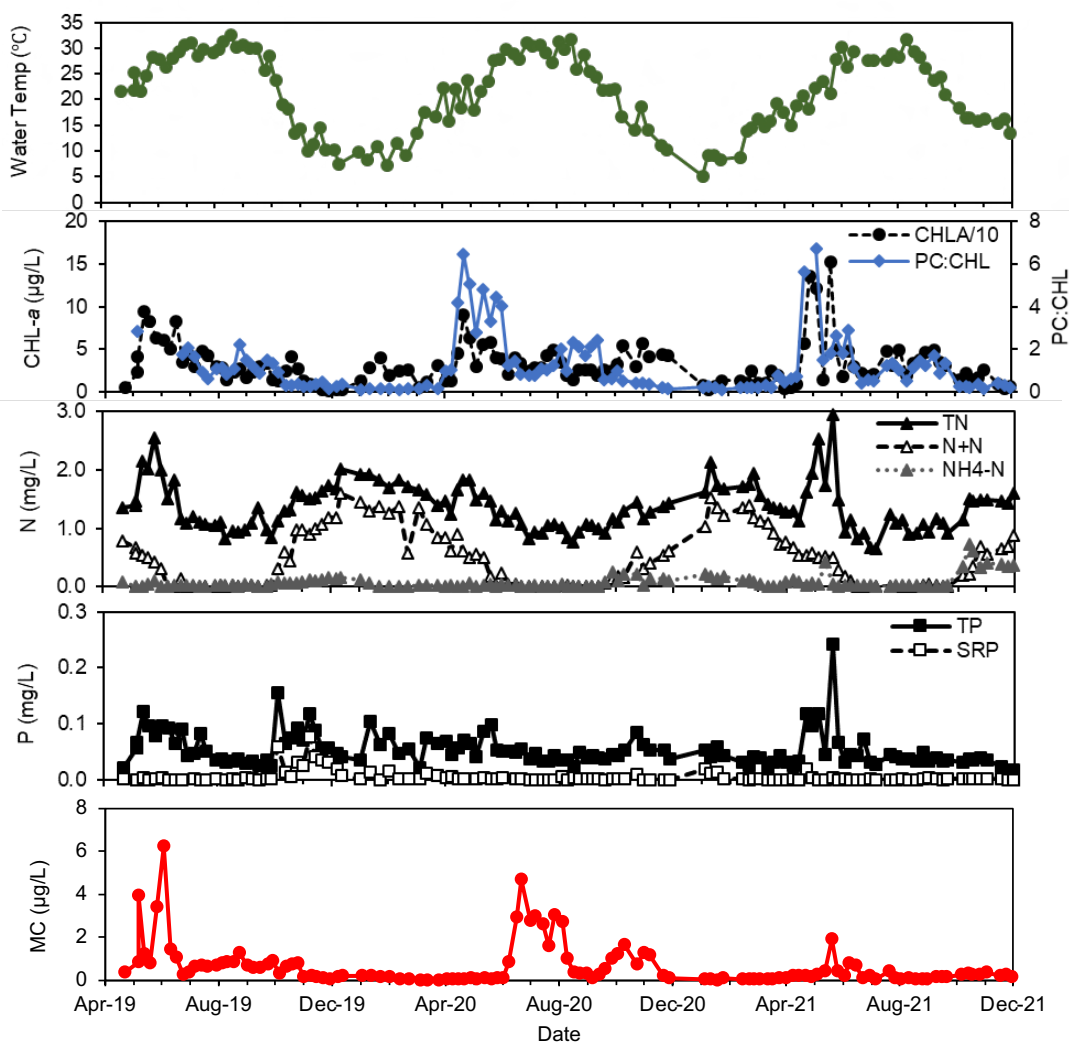 Water Temp (°C)
35
30
25
20
15
10
5
0
CHL-a (µg/L)
20
15
10
5
0
CHLA/10
PC:CHL
8
6
4
2
0
PC:CHL
N (mg/L)
3.0
2.0
1.0
0.0
TN
N+N
NH4-N
P (mg/L)
0.3
0.2
0.1
0.0
TP
SRP
MC (µg/L)
8
6
4
2
0
Apr-19 Aug-19 Dec-19 Apr-20 Aug-20 Dec-20 Apr-21 Aug-21 Dec-21
Date